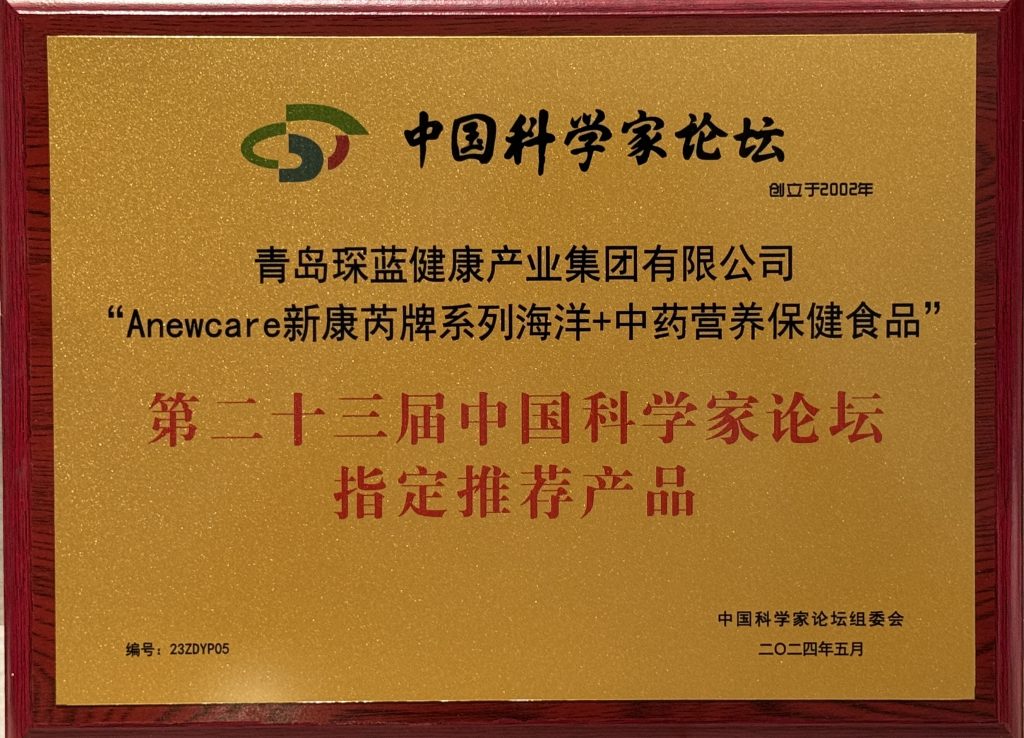 中国科学家论坛
创立于2002年
青岛琛蓝健康产业集团有限公司
“Anewcare新康芮牌系列海洋+中药营养保健食品”
第二十三届中国科学家论坛
指定推荐产品
中国科学家论坛组委会
编号：23ZDYP05
二〇二四年五月